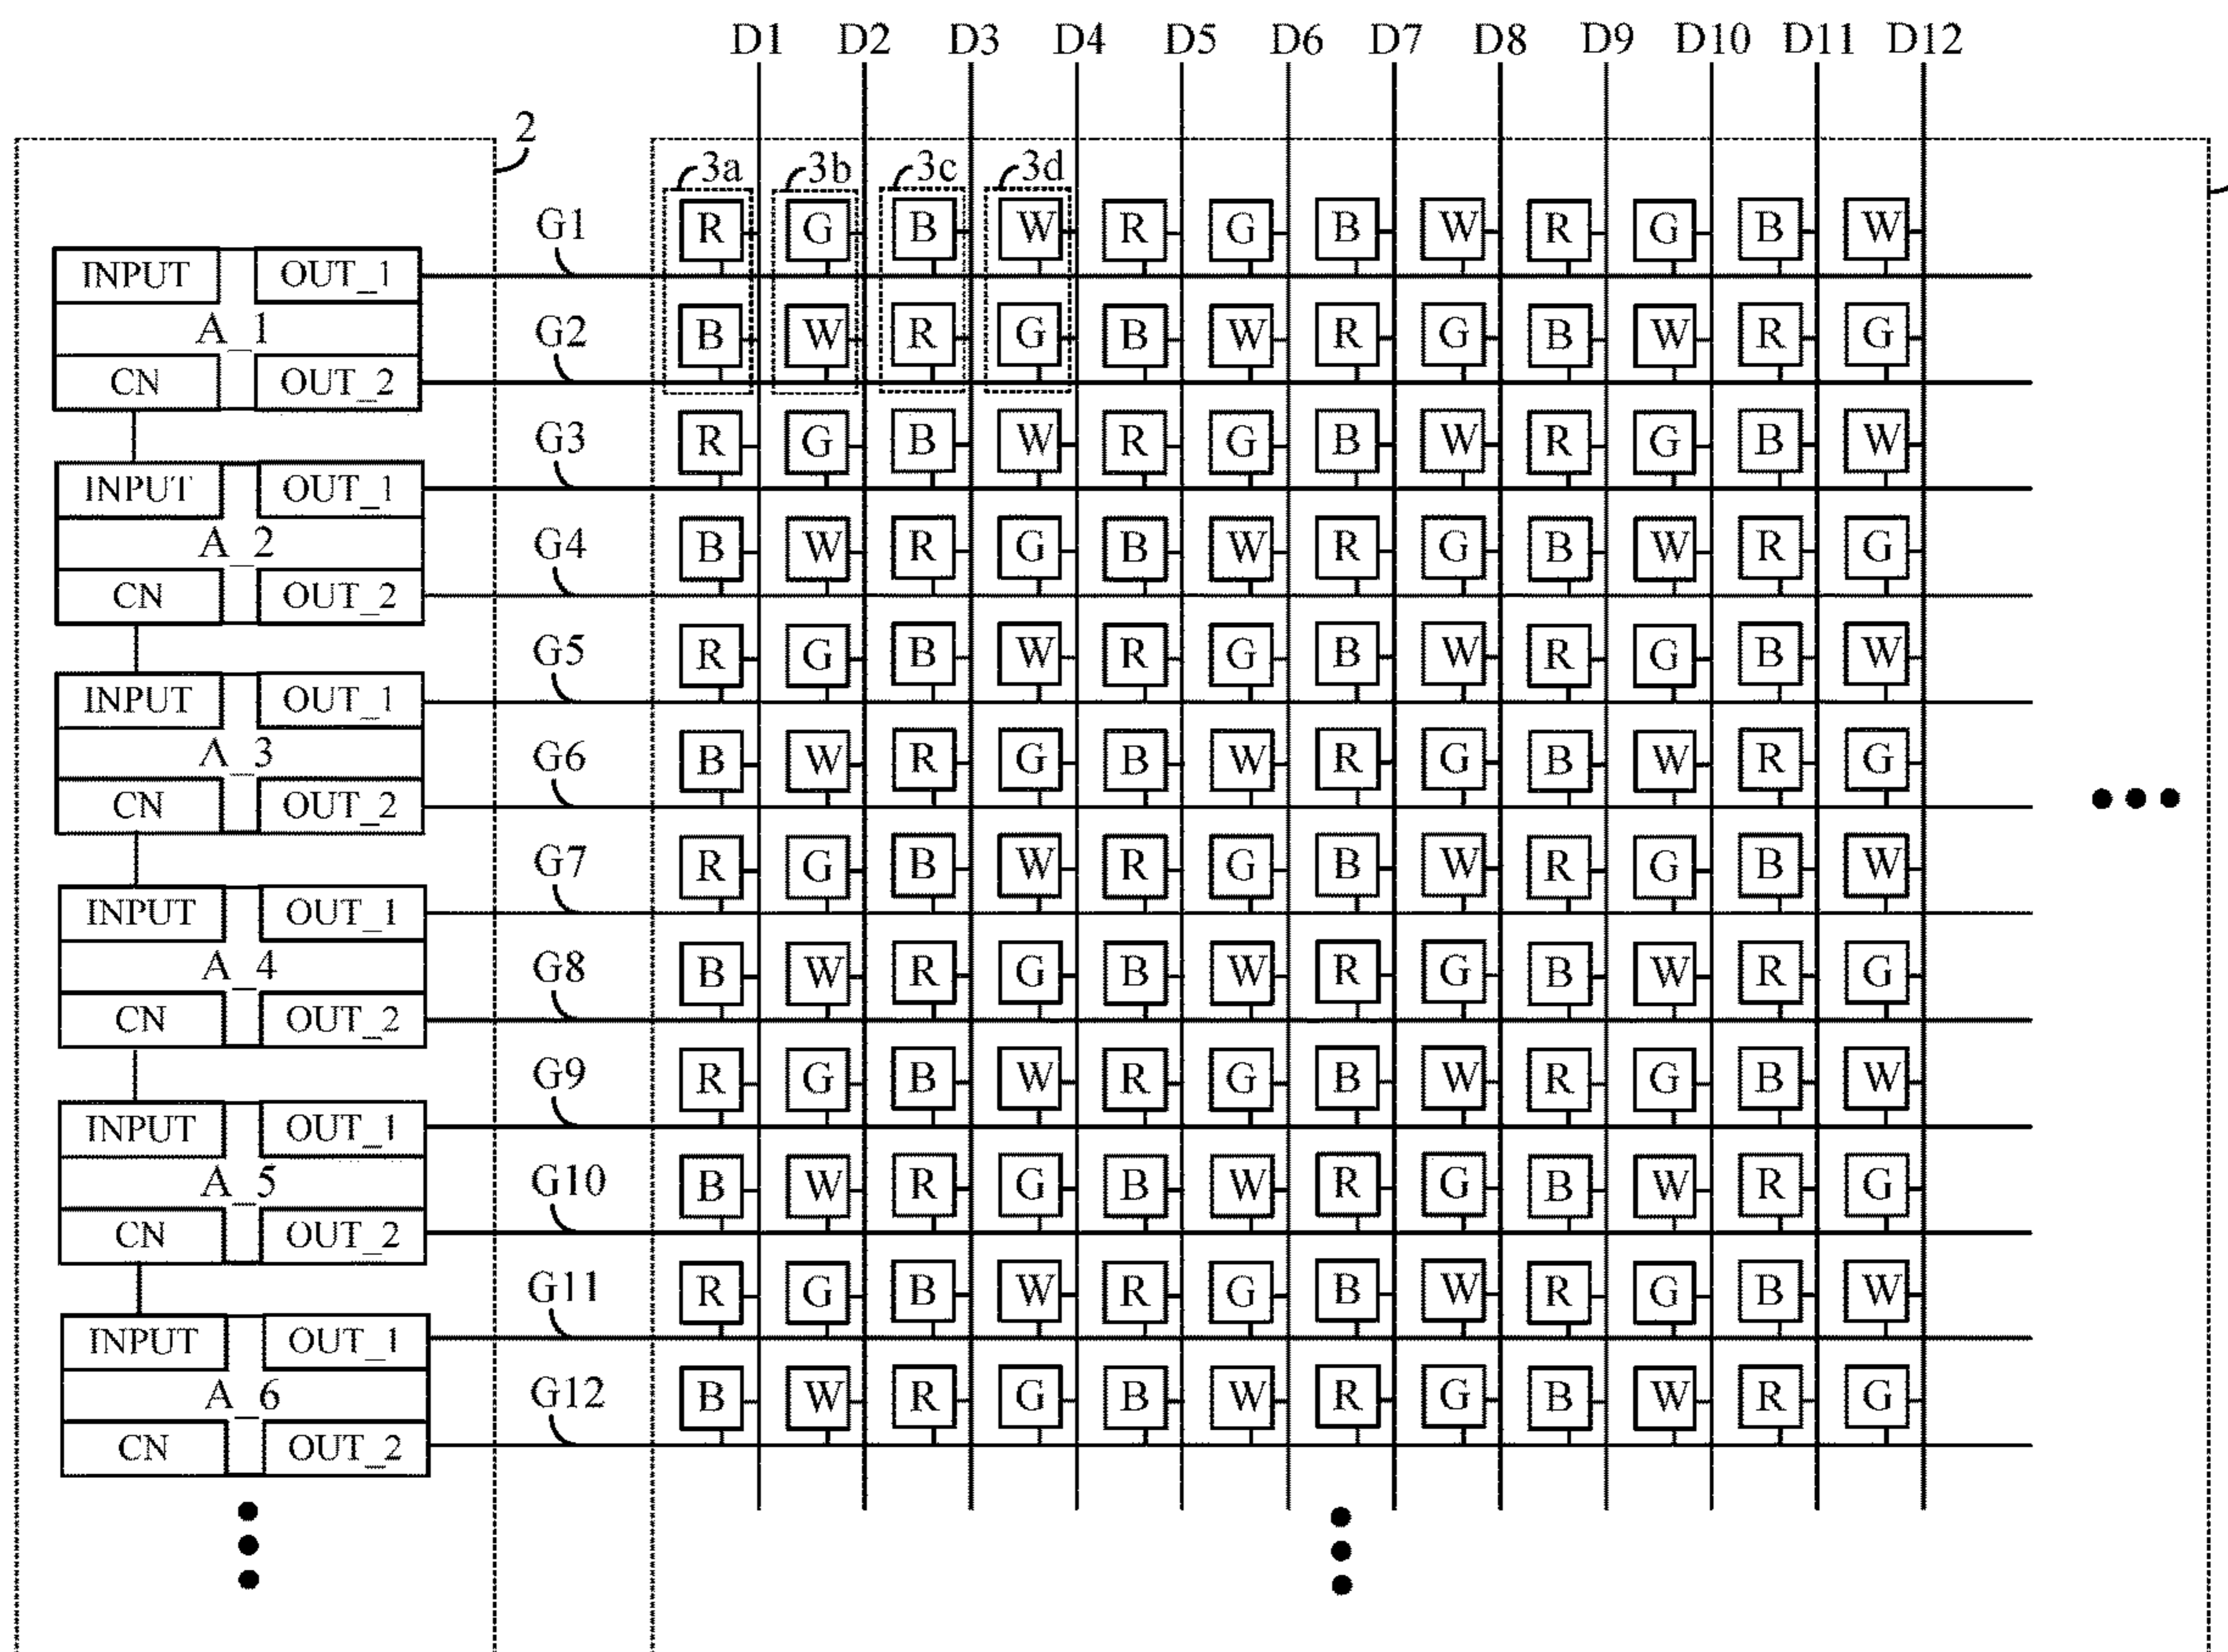 D1 D2 D3 D4 D5 D6 D7 D8 D9 D10 D11 D12
2
3a 3b 3c 3d
G1 R G B W R G B W R G B W
INPUT OUT_1
A_1
G2 B W R G B W R G B W R G
CN OUT_2
G3 R G B W R G B W R G B W
INPUT OUT_1
A_2
G4 B W R G B W R G B W R G
CN OUT_2
G5 R G B W R G B W R G B W
INPUT OUT_1
A_3
G6 B W R G B W R G B W R G
CN OUT_2
G7 R G B W R G B W R G B W
INPUT OUT_1
A_4
G8 B W R G B W R G B W R G
CN OUT_2
G9 R G B W R G B W R G B W
INPUT OUT_1
A_5
G10 B W R G B W R G B W R G
CN OUT_2
G11 R G B W R G B W R G B W
INPUT OUT_1
A_6
G12 B W R G B W R G B W R G
CN OUT_2